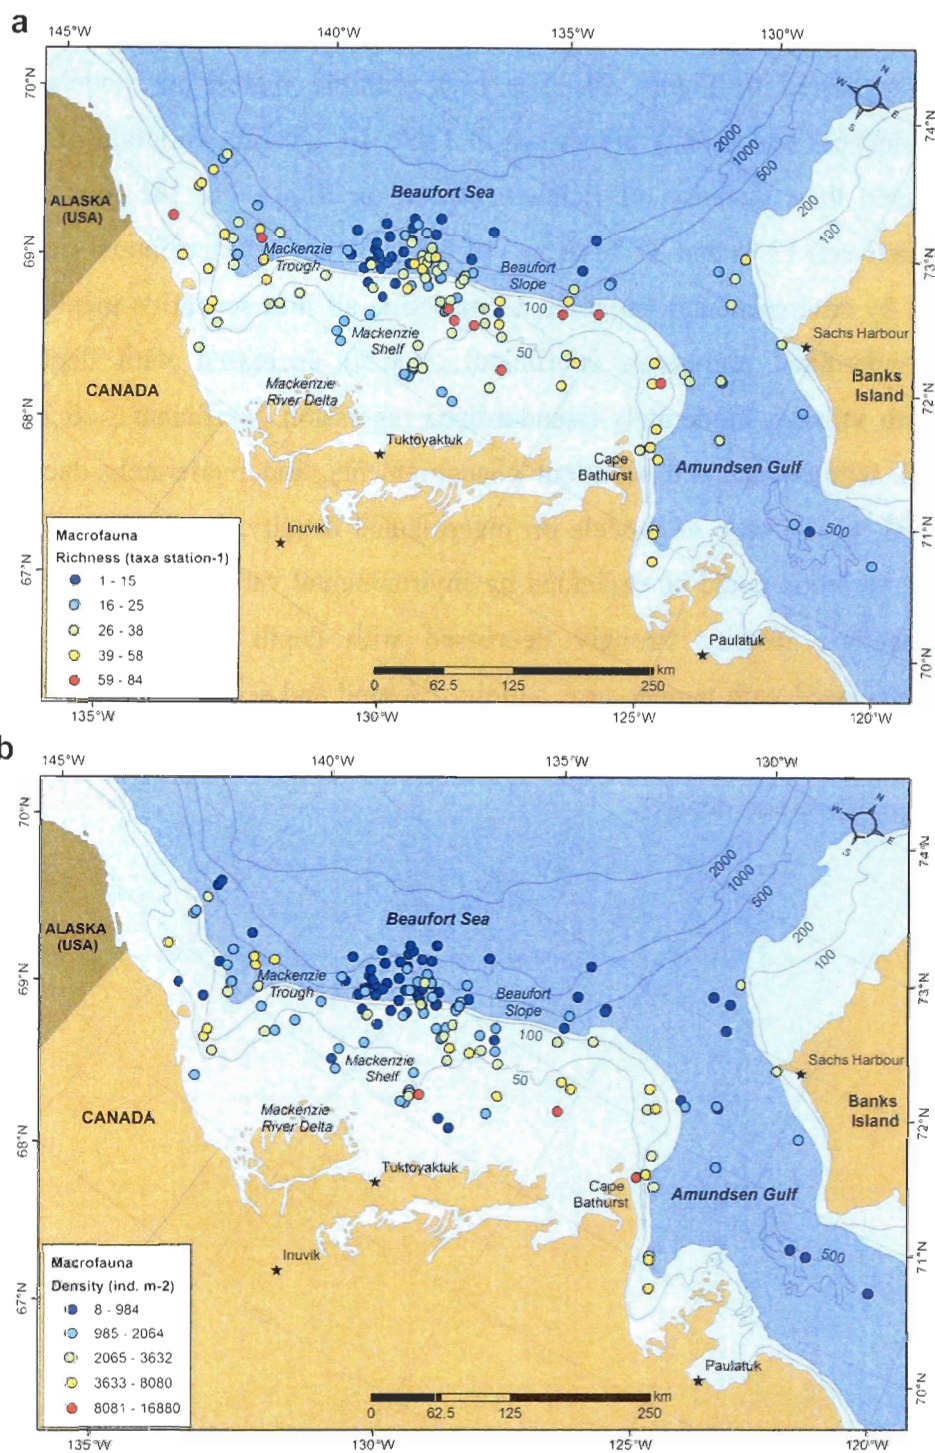 a
145°W 140°W 135°W 130°W
70°N
74°N
N
W
E
S
2000
1000
500
ALASKA
(USA)
Beaufort Sea
200
100
69°N
73°N
Mackenzie
Trough
Beaufort
Slope
100
Mackenzie
Shelf
50
Sachs Harbour
CANADA
Mackenzie
River Delta
Banks
Island
72°N
68°N
Tuktoyaktuk
Cape
Bathurst
Amundsen Gulf
Macrofauna
Richness (taxa station-1)
1 - 15
16 - 25
26 - 38
39 - 58
59 - 84
Inuvik
500
71°N
67°N
Paulatuk
70°N
km
0 62.5 125 250
135°W 130°W 125°W 120°W
b
145°W 140°W 135°W 130°W
70°N
74°N
N
W
E
S
2000
1000
500
ALASKA
(USA)
Beaufort Sea
200
100
69°N
73°N
Mackenzie
Trough
Beaufort
Slope
100
Mackenzie
Shelf
50
Sachs Harbour
CANADA
Mackenzie
River Delta
Banks
Island
72°N
68°N
Tuktoyaktuk
Cape
Bathurst
Amundsen Gulf
Macrofauna
Density (ind. m-2)
8 - 984
985 - 2064
2065 - 3632
3633 - 8080
8081 - 16880
Inuvik
500
71°N
67°N
Paulatuk
70°N
km
0 62.5 125 250
135°W 130°W 125°W 120°W